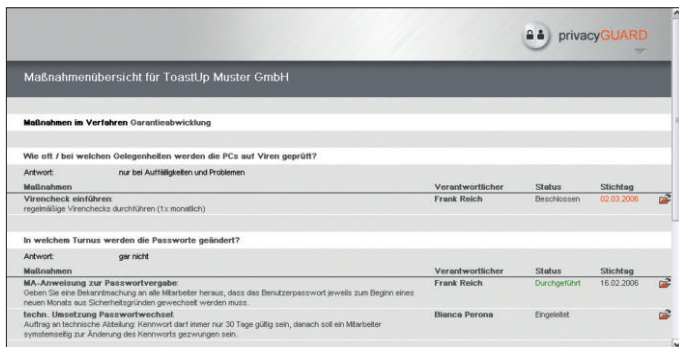 privacyGUARD
Maßnahmenübersicht für ToastUp Muster GmbH
Maßnahmen im Verfahren Garantieabwicklung
Wie oft / bei welchen Gelegenheiten werden die PCs auf Viren geprüft?
Antwort: nur bei Auffälligkeiten und Problemen
Maßnahmen Verantwortlicher Status Stichtag
Virencheck einführen: Frank Reich Beschlossen 02.03.2006
regelmäßige Virenchecks durchführen (1x monatlich)
In welchem Turnus werden die Passworte geändert?
Antwort: gar nicht
Maßnahmen Verantwortlicher Status Stichtag
MA-Anweisung zur Passwortvergabe: Frank Reich Durchgeführt 16.02.2006
Geben Sie eine Bekanntmachung an alle Mitarbeiter heraus, dass das Benutzerpasswort jeweils zum Beginn eines
neuen Monats aus Sicherheitsgründen gewechselt werden muss.
techn. Umsetzung Passwortwechsel: Bianca Perona Eingeleitet
Auftrag an technische Abteilung: Kennwort darf immer nur 30 Tage gültig sein, danach soll ein Mitarbeiter
symstemseitig zur Änderung des Kennworts gezwungen sein.